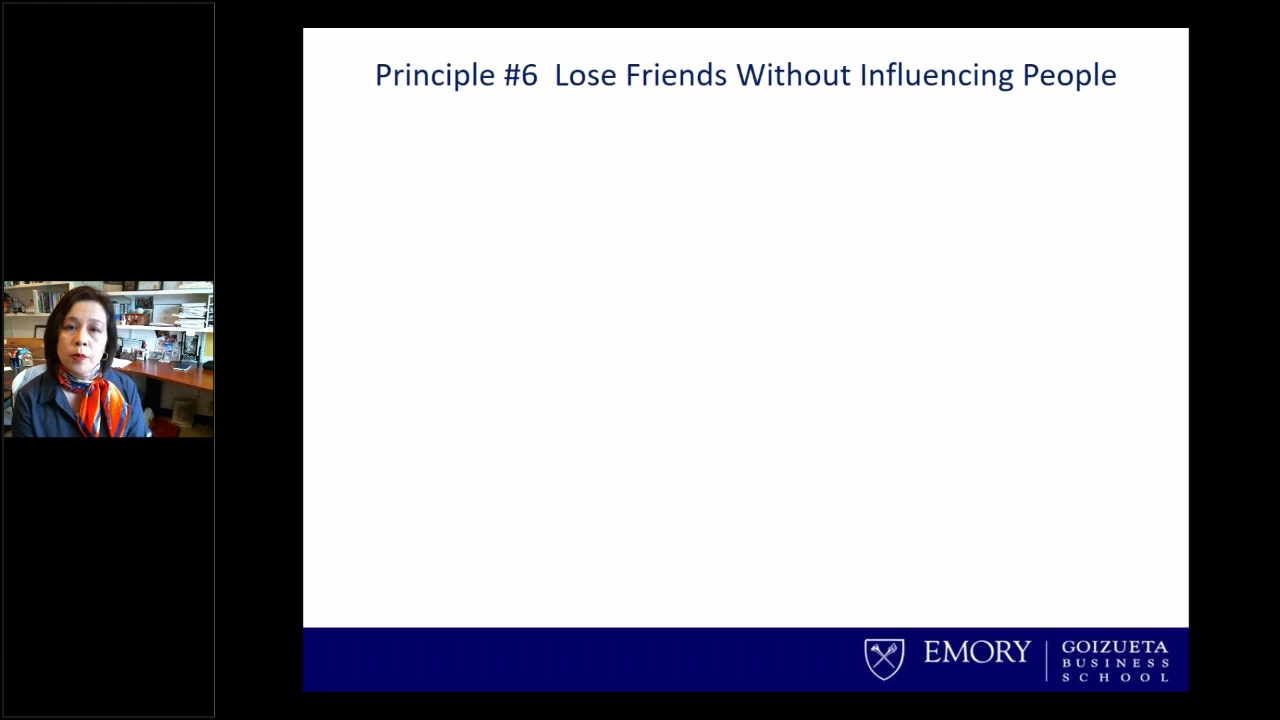 Principle #6  Lose Friends Without Influencing People
EMORY
GOIZUETA
BUSINESS
SCHOOL